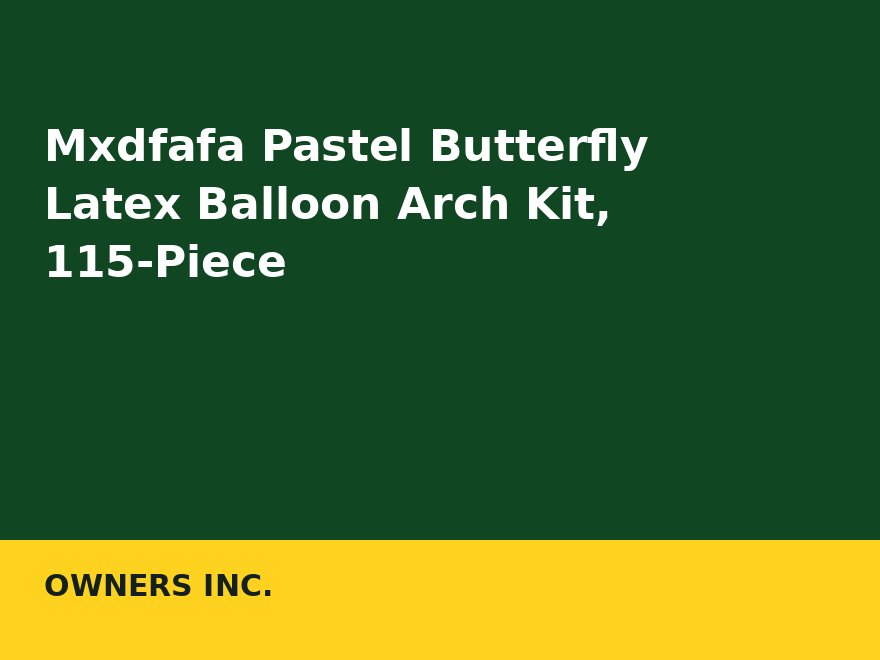 Mxdfafa Pastel Butterfly
Latex Balloon Arch Kit,
115-Piece
OWNERS INC.